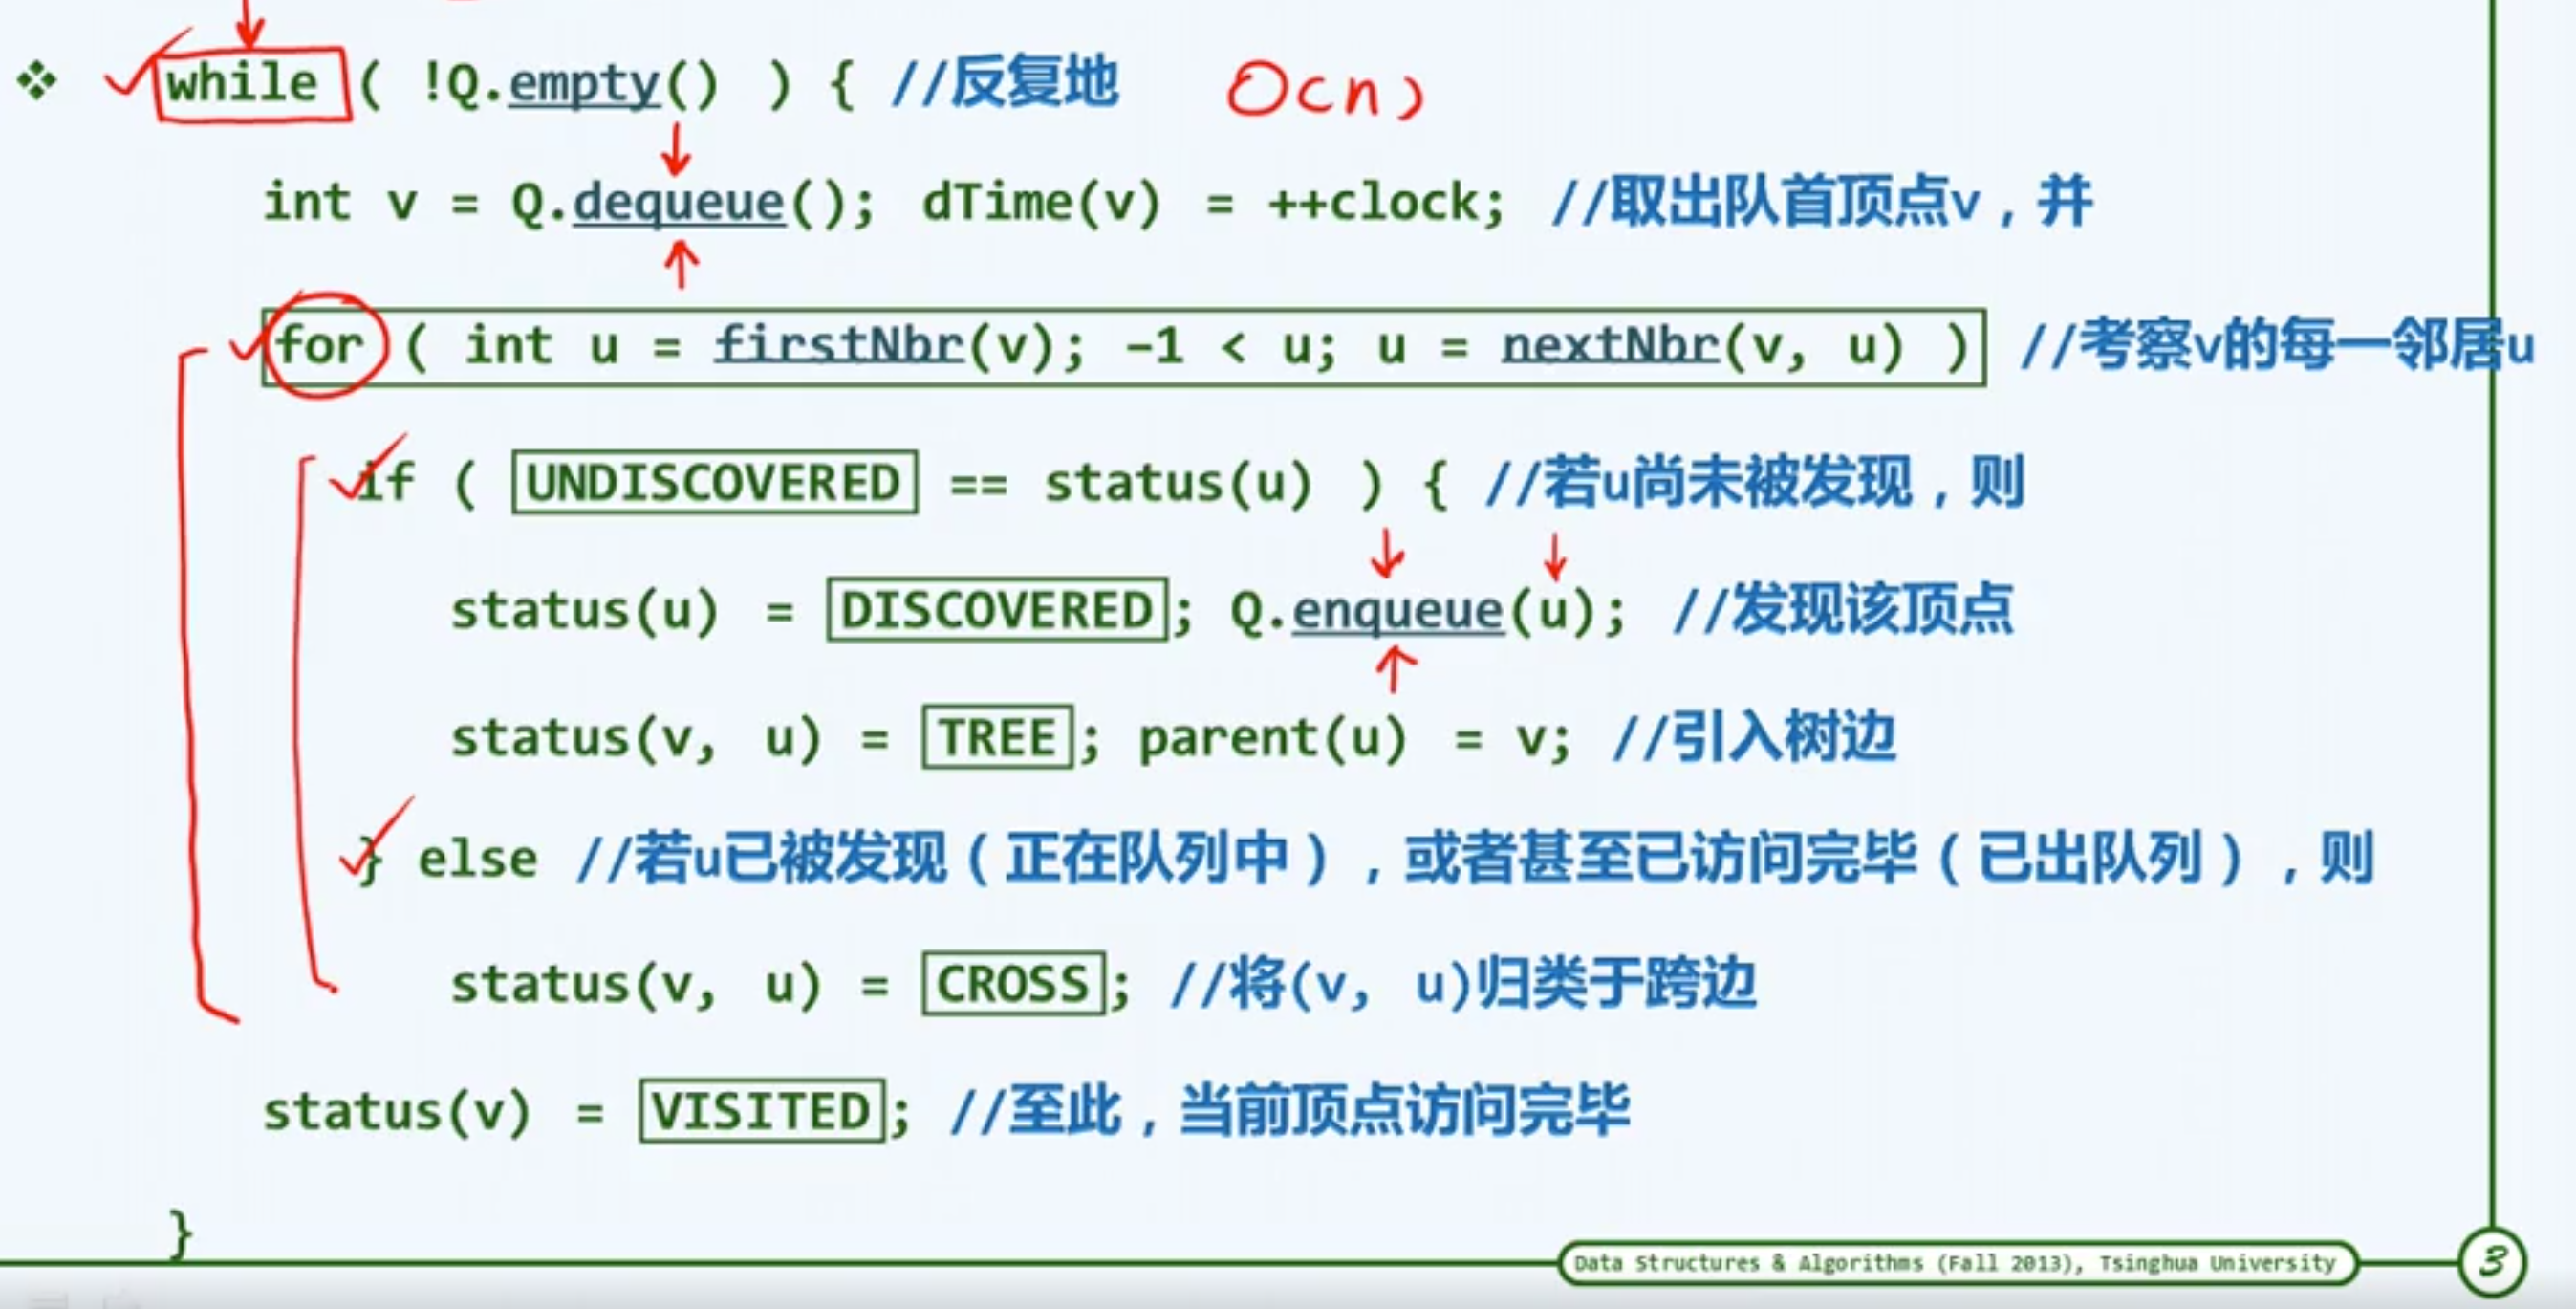 while ( !Q.empty() ) { //反复地 O(n)
int v = Q.dequeue(); dTime(v) = ++clock; //取出队首顶点v，并
for ( int u = firstNbr(v); -1 < u; u = nextNbr(v, u) ) //考察v的每一邻居u
if ( UNDISCOVERED == status(u) ) { //若u尚未被发现，则
status(u) = DISCOVERED; Q.enqueue(u); //发现该顶点
status(v, u) = TREE; parent(u) = v; //引入树边
} else //若u已被发现（正在队列中），或者甚至已访问完毕（已出队列），则
status(v, u) = CROSS; //将(v, u)归类于跨边
status(v) = VISITED; //至此，当前顶点访问完毕
}
Data Structures & Algorithms (Fall 2013), Tsinghua University 3